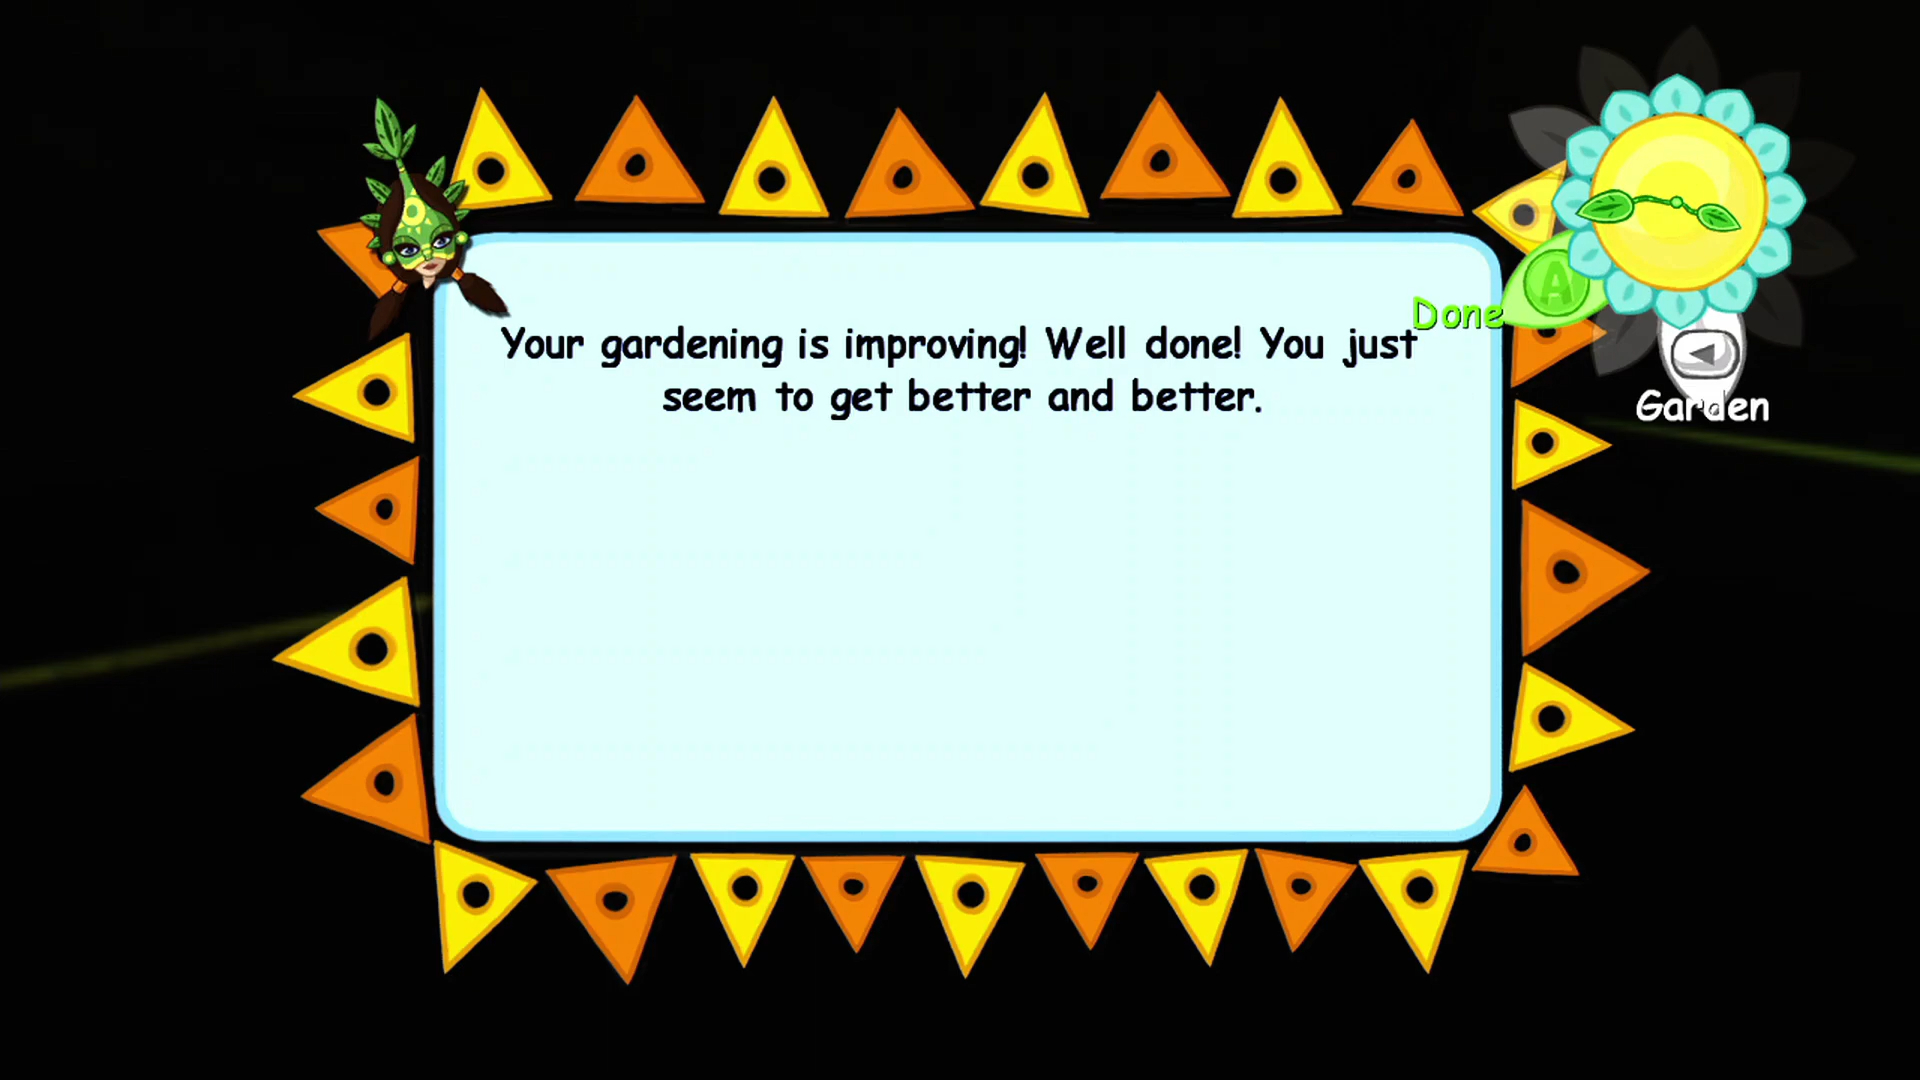 Your gardening is improving! Well done! You just
seem to get better and better.
Done
A
Garden